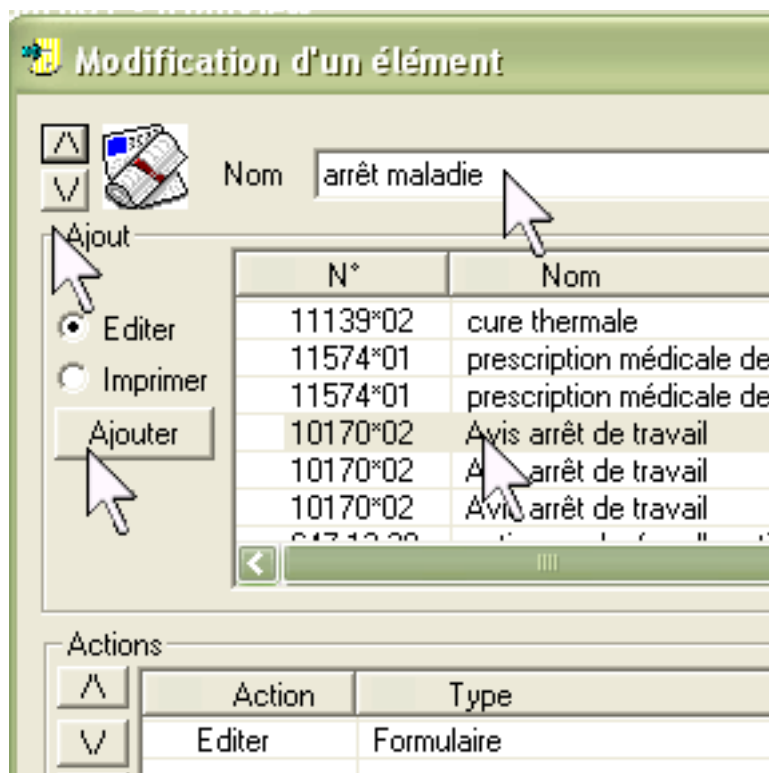 Modification d'un élément
/\
\/
Nom arrêt maladie
Ajout
N° Nom
Editer
Imprimer
Ajouter
11139*02 cure thermale
11574*01 prescription médicale de
11574*01 prescription médicale de
10170*02 Avis arrêt de travail
10170*02 Avis arrêt de travail
10170*02 Avis arrêt de travail
Actions
/\
\/
Action Type
Editer Formulaire